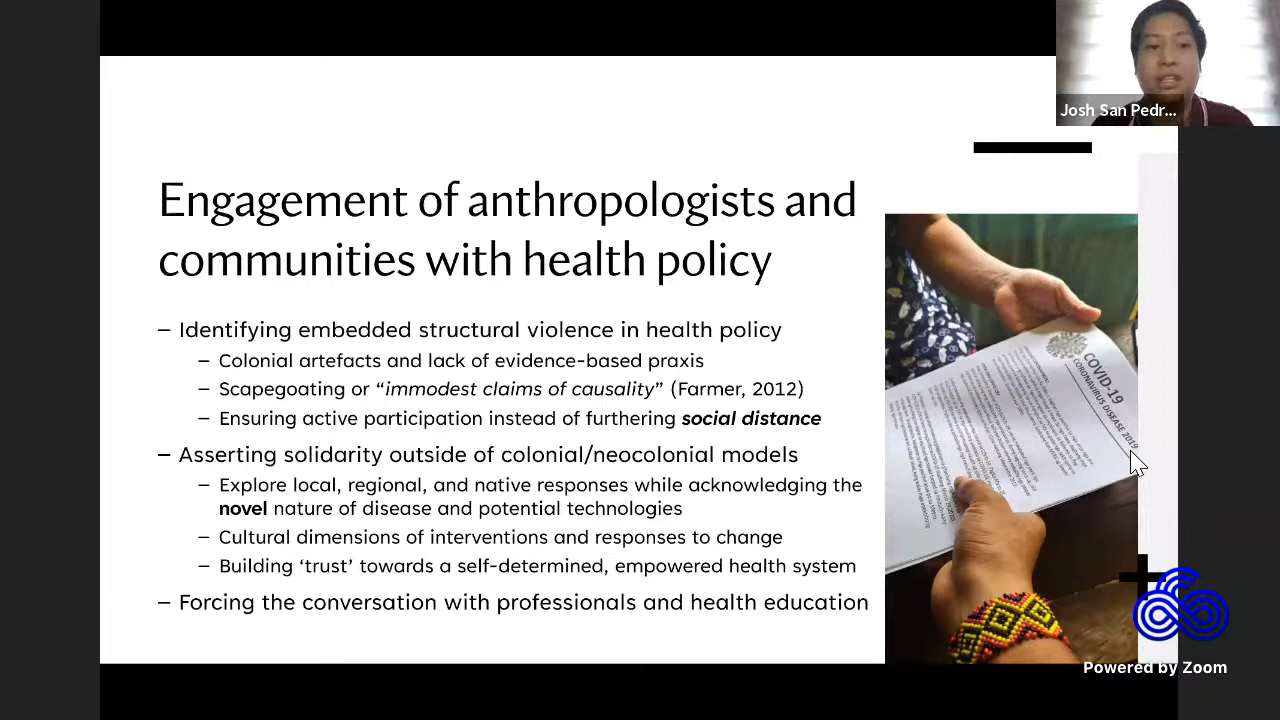 Josh San Pedr...
Engagement of anthropologists and
communities with health policy
– Identifying embedded structural violence in health policy
– Colonial artefacts and lack of evidence-based praxis
– Scapegoating or “immodest claims of causality” (Farmer, 2012)
– Ensuring active participation instead of furthering social distance
– Asserting solidarity outside of colonial/neocolonial models
– Explore local, regional, and native responses while acknowledging the
novel nature of disease and potential technologies
– Cultural dimensions of interventions and responses to change
– Building ‘trust’ towards a self-determined, empowered health system
– Forcing the conversation with professionals and health education
COVID-19
CORONAVIRUS DISEASE 2019
Powered by Zoom